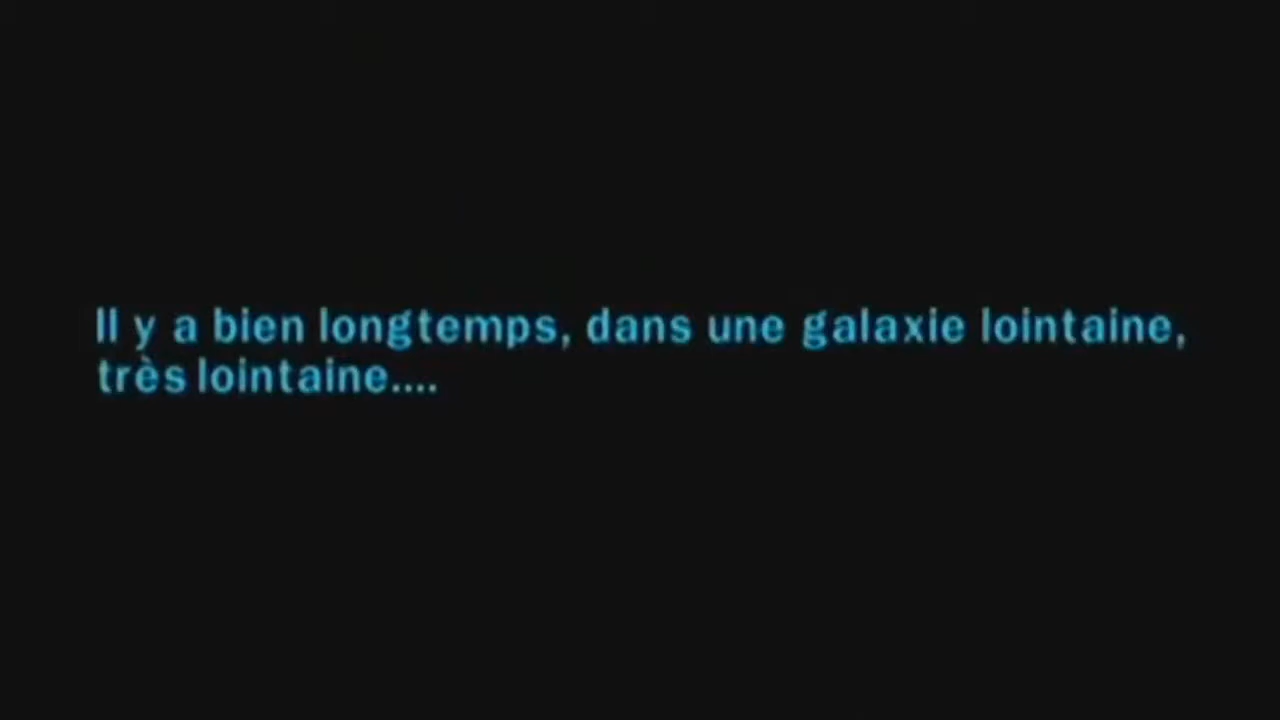 Il y a bien longtemps, dans une galaxie lointaine,
très lointaine....